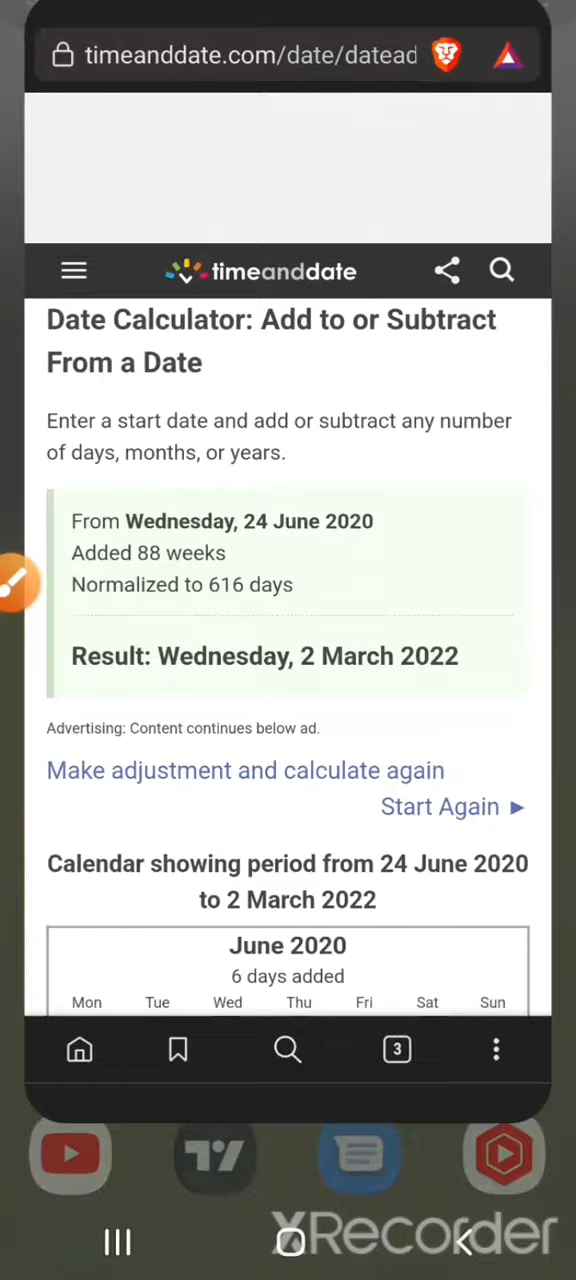 timeanddate.com/date/datead
timeanddate
Date Calculator: Add to or Subtract
From a Date
Enter a start date and add or subtract any number
of days, months, or years.
From Wednesday, 24 June 2020
Added 88 weeks
Normalized to 616 days
Result: Wednesday, 2 March 2022
Advertising: Content continues below ad.
Make adjustment and calculate again
Start Again ►
Calendar showing period from 24 June 2020
to 2 March 2022
June 2020
6 days added
Mon Tue Wed Thu Fri Sat Sun
3
XRecorder